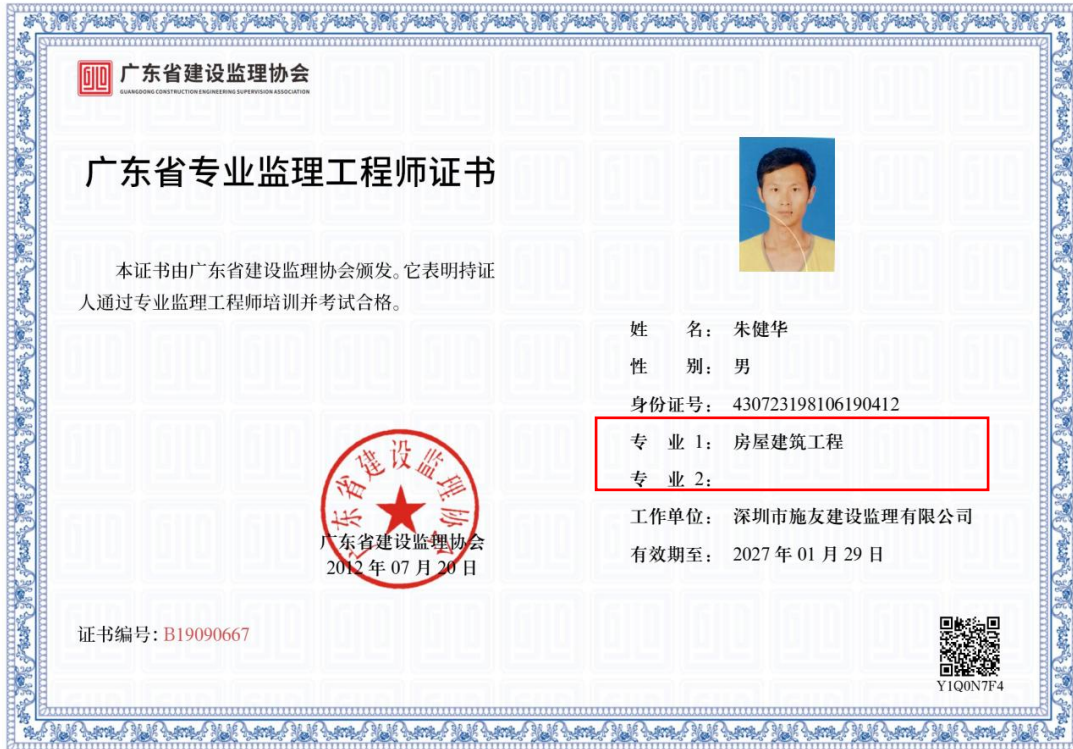 广东省建设监理协会
GUANGDONG CONSTRUCTION ENGINEERING SUPERVISION ASSOCIATION
广东省专业监理工程师证书
本证书由广东省建设监理协会颁发。它表明持证
人通过专业监理工程师培训并考试合格。
姓 名: 朱健华
性 别: 男
身份证号: 430723198106190412
专 业 1: 房屋建筑工程
专 业 2:
工作单位: 深圳市施友建设监理有限公司
有效期至: 2027 年 01 月 29 日
广东省建设监理协会
广东省建设监理协会
2012 年 07 月 20 日
证书编号: B19090667
Y1Q0N7F4